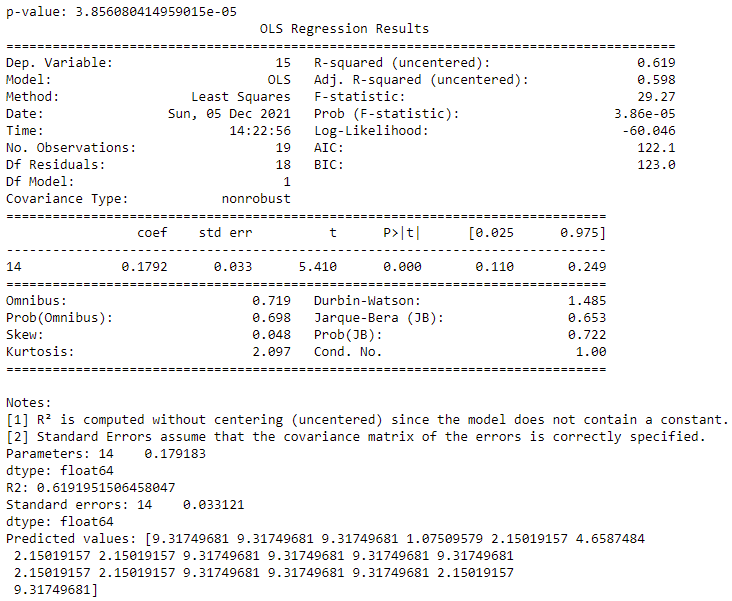 p-value: 3.856080414959015e-05
OLS Regression Results
=======================================================================================
Dep. Variable: 15 R-squared (uncentered): 0.619
Model: OLS Adj. R-squared (uncentered): 0.598
Method: Least Squares F-statistic: 29.27
Date: Sun, 05 Dec 2021 Prob (F-statistic): 3.86e-05
Time: 14:22:56 Log-Likelihood: -60.046
No. Observations: 19 AIC: 122.1
Df Residuals: 18 BIC: 123.0
Df Model: 1
Covariance Type: nonrobust
==============================================================================
coef std err t P>|t| [0.025 0.975]
------------------------------------------------------------------------------
14 0.1792 0.033 5.410 0.000 0.110 0.249
==============================================================================
Omnibus: 0.719 Durbin-Watson: 1.485
Prob(Omnibus): 0.698 Jarque-Bera (JB): 0.653
Skew: 0.048 Prob(JB): 0.722
Kurtosis: 2.097 Cond. No. 1.00
==============================================================================
Notes:
[1] R² is computed without centering (uncentered) since the model does not contain a constant.
[2] Standard Errors assume that the covariance matrix of the errors is correctly specified.
Parameters: 14 0.179183
dtype: float64
R2: 0.6191951506458047
Standard errors: 14 0.033121
dtype: float64
Predicted values: [9.31749681 9.31749681 9.31749681 1.07509579 2.15019157 4.6587484
2.15019157 2.15019157 9.31749681 9.31749681 9.31749681 9.31749681
2.15019157 2.15019157 9.31749681 9.31749681 9.31749681 2.15019157
9.31749681]